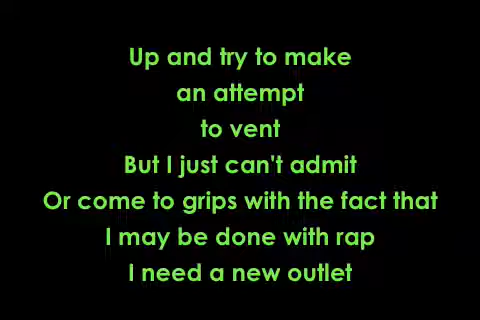 Up and try to make
an attempt
to vent
But I just can't admit
Or come to grips with the fact that
I may be done with rap
I need a new outlet